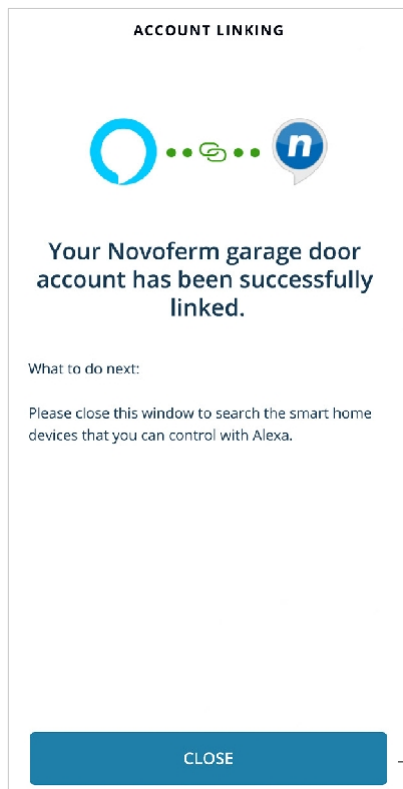 ACCOUNT LINKING
n
Your Novoferm garage door
account has been successfully
linked.
What to do next:
Please close this window to search the smart home
devices that you can control with Alexa.
CLOSE